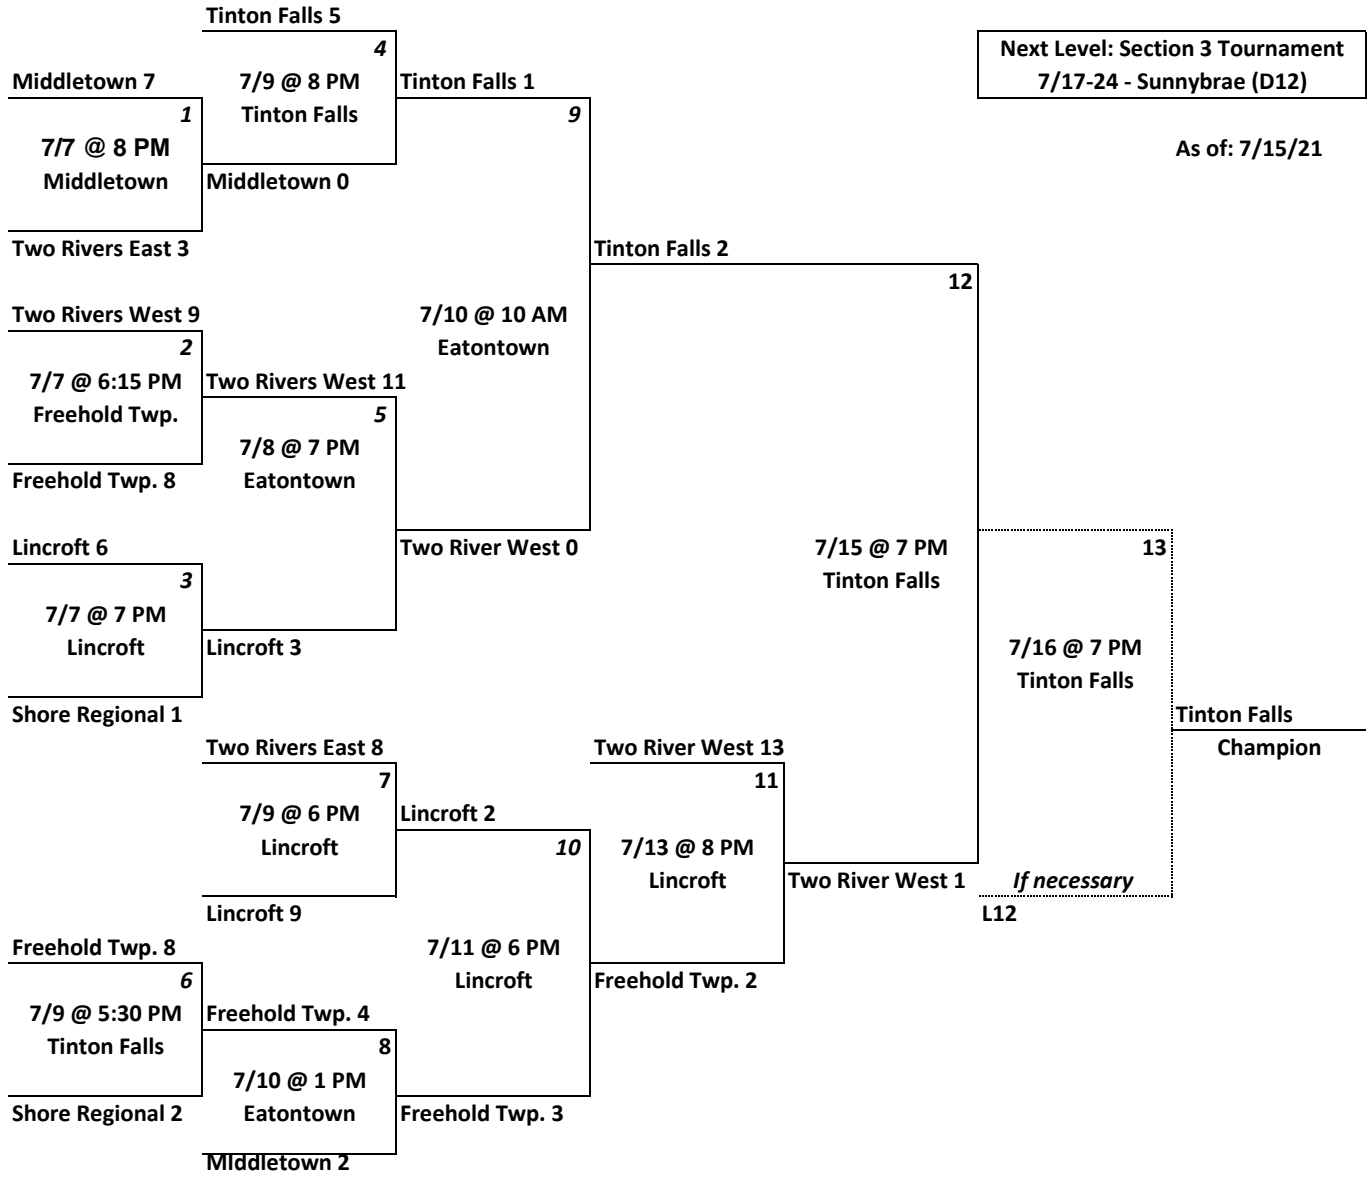 Tinton Falls 5
4
Next Level: Section 3 Tournament
Middletown 7
7/9 @ 8 PM
Tinton Falls 1
7/17-24 - Sunnybrae (D12)
1
Tinton Falls
9
7/7 @ 8 PM
As of: 7/15/21
Middletown
Middletown 0
Two Rivers East 3
Tinton Falls 2
12
Two Rivers West 9
7/10 @ 10 AM
2
Eatontown
7/7 @ 6:15 PM
Two Rivers West 11
Freehold Twp.
5
7/8 @ 7 PM
Freehold Twp. 8
Eatontown
Lincroft 6
Two River West 0
7/15 @ 7 PM
13
3
Tinton Falls
7/7 @ 7 PM
Lincroft
Lincroft 3
7/16 @ 7 PM
Tinton Falls
Shore Regional 1
Tinton Falls
Two Rivers East 8
Two River West 13
Champion
7
11
7/9 @ 6 PM
Lincroft 2
Lincroft
10
7/13 @ 8 PM
Lincroft
Two River West 1
If necessary
Lincroft 9
L12
Freehold Twp. 8
7/11 @ 6 PM
6
Lincroft
Freehold Twp. 2
7/9 @ 5:30 PM
Freehold Twp. 4
Tinton Falls
8
7/10 @ 1 PM
Shore Regional 2
Eatontown
Freehold Twp. 3
MIddletown 2